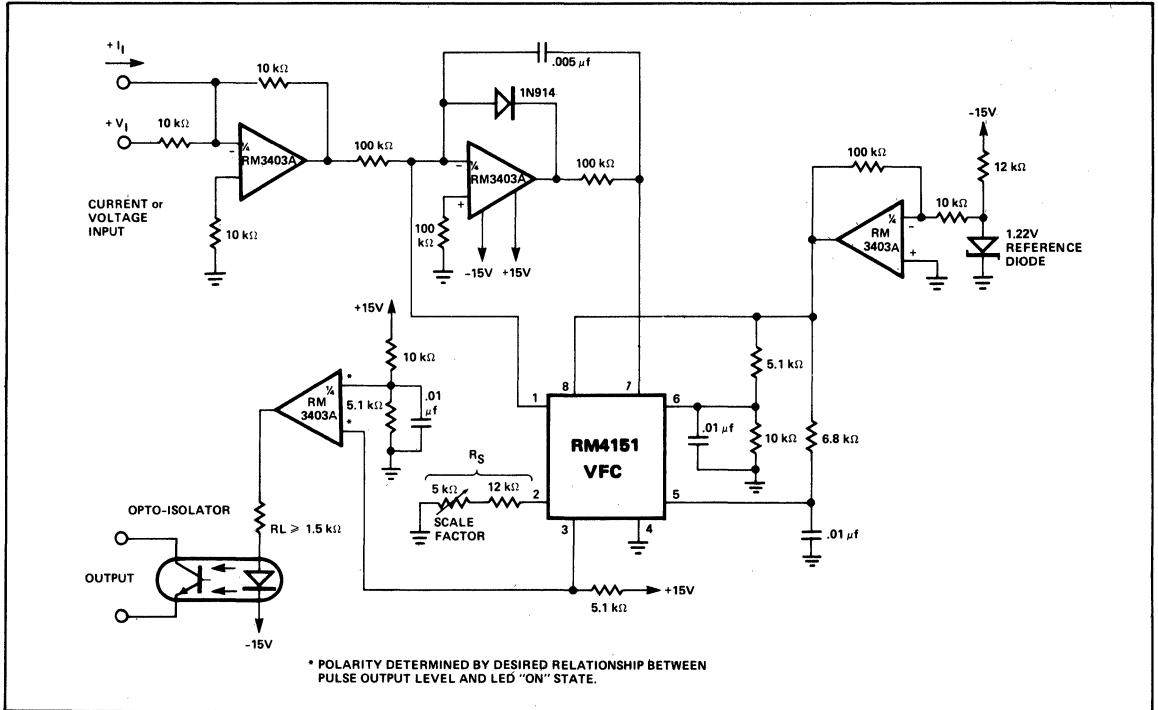 + I₁
10 kΩ
.005 μf
1N914
+ V₁
10 kΩ
¼
-
RM3403A
100 kΩ
¼
-
RM3403A
+
100 kΩ
100
kΩ
-15V
+15V
CURRENT or
VOLTAGE
INPUT
10 kΩ
-15V
12 kΩ
100 kΩ
10 kΩ
¼
-
RM
3403A
+
1.22V
REFERENCE
DIODE
+15V
10 kΩ
*
¼
RM
3403A
*
5.1 kΩ
.01
μf
5.1 kΩ
8
7
1
6
RM4151
VFC
.01 μf
10 kΩ
6.8 kΩ
RS
5 kΩ
12 kΩ
2
5
SCALE
FACTOR
3
4
.01 μf
OPTO-ISOLATOR
RL ⩾ 1.5 kΩ
OUTPUT
5.1 kΩ
+15V
-15V
* POLARITY DETERMINED BY DESIRED RELATIONSHIP BETWEEN
PULSE OUTPUT LEVEL AND LED "ON" STATE.